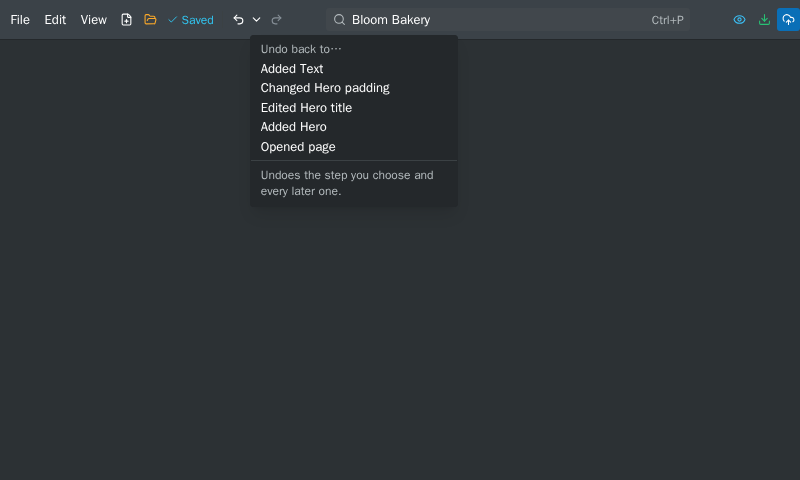 File Edit View Saved Bloom Bakery Ctrl+P
Undo back to···
Added Text
Changed Hero padding
Edited Hero title
Added Hero
Opened page
Undoes the step you choose and
every later one.